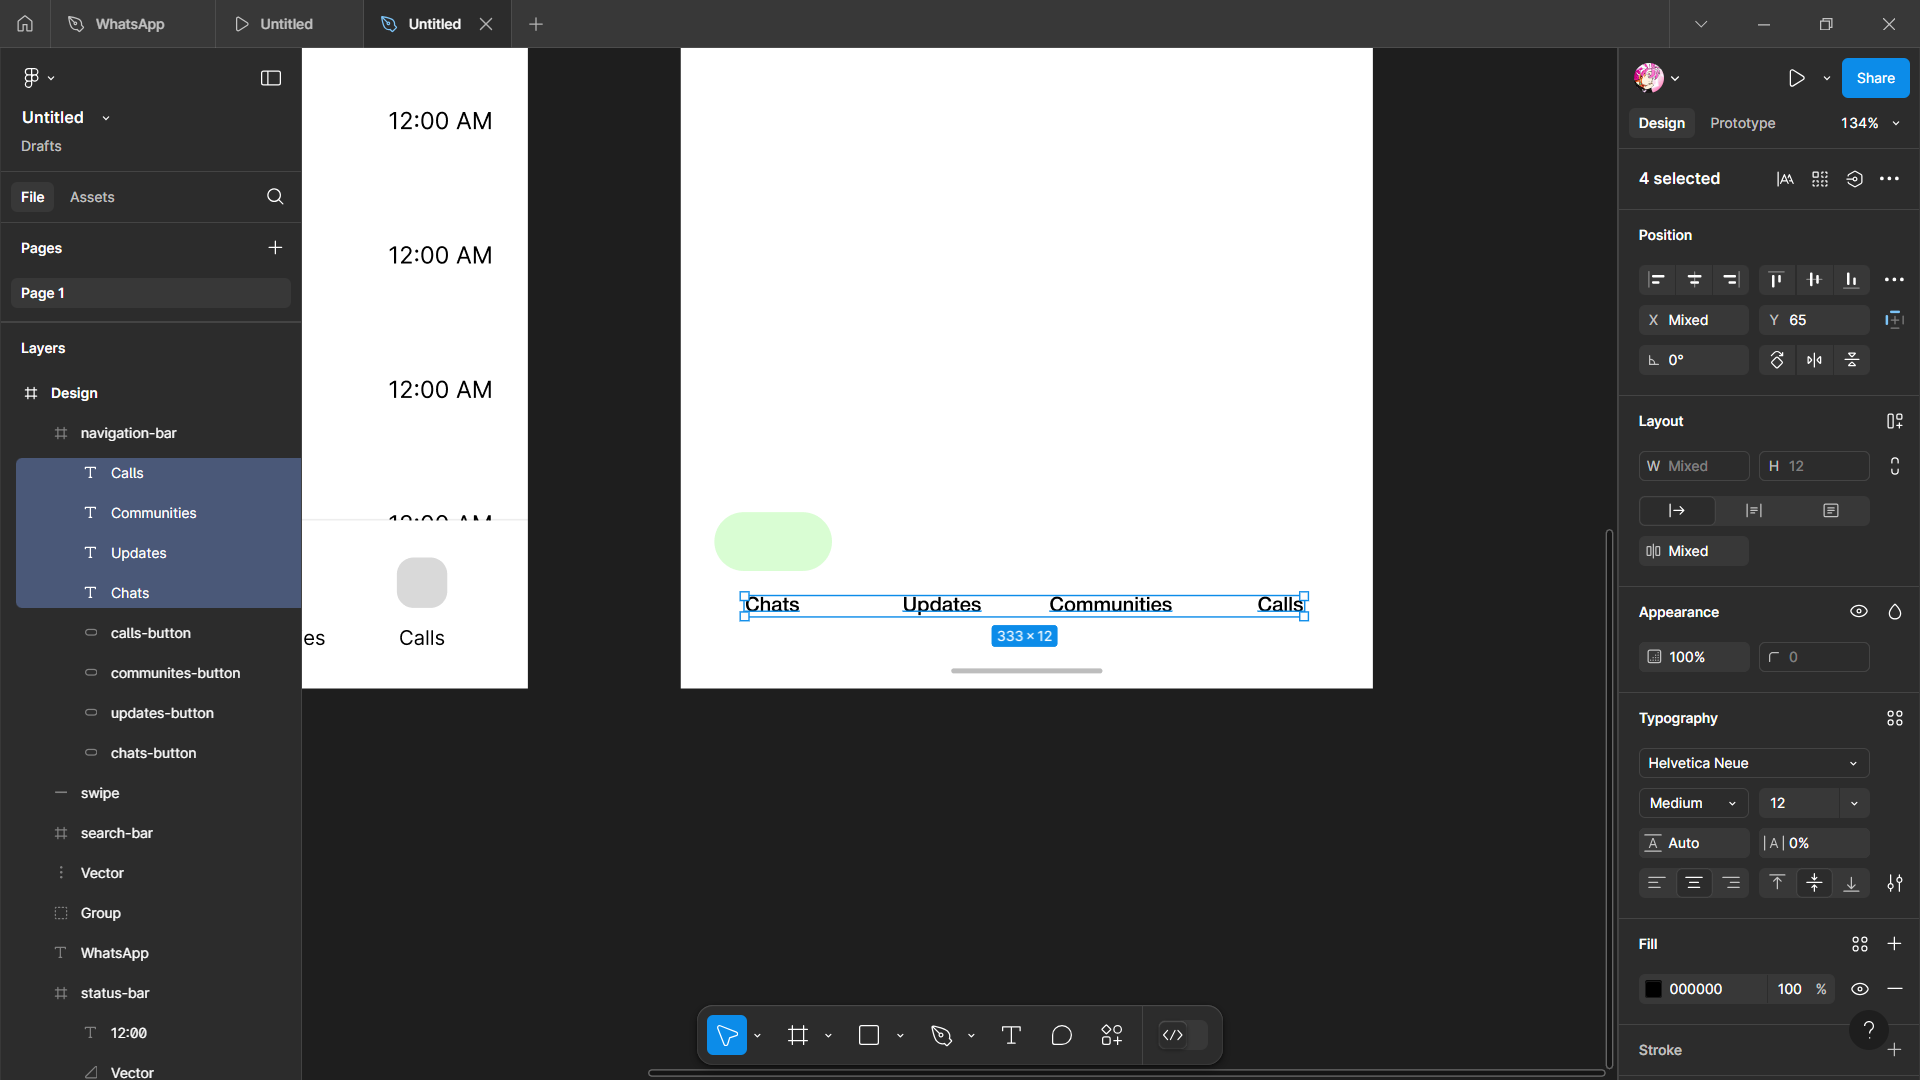 WhatsApp
Untitled
Untitled
Untitled
Drafts
File
Assets
Pages
Page 1
Layers
Design
navigation-bar
Calls
Communities
Updates
Chats
calls-button
communites-button
updates-button
chats-button
swipe
search-bar
Vector
Group
WhatsApp
status-bar
12:00
Vector
12:00 AM
12:00 AM
12:00 AM
12:00 AM
es
Calls
Chats
Updates
Communities
Calls
333 × 12
Share
Design
Prototype
134%
4 selected
Position
X Mixed
Y 65
0°
Layout
W Mixed
H 12
Mixed
Appearance
100%
0
Typography
Helvetica Neue
Medium
12
Auto
|A| 0%
Fill
000000
100 %
Stroke
?